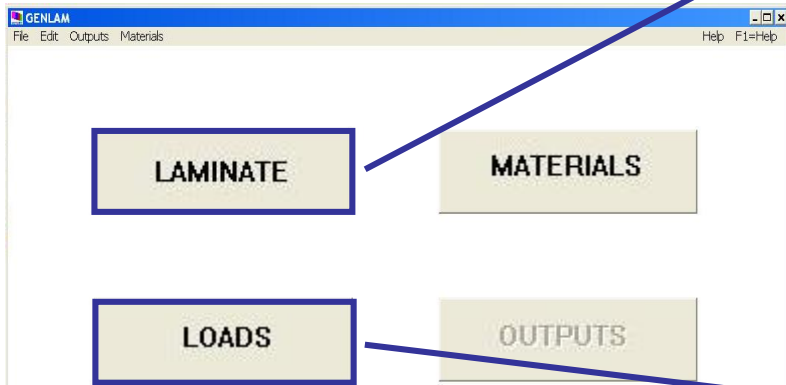 GENLAM
File Edit Outputs Materials Help F1=Help
LAMINATE MATERIALS
LOADS OUTPUTS